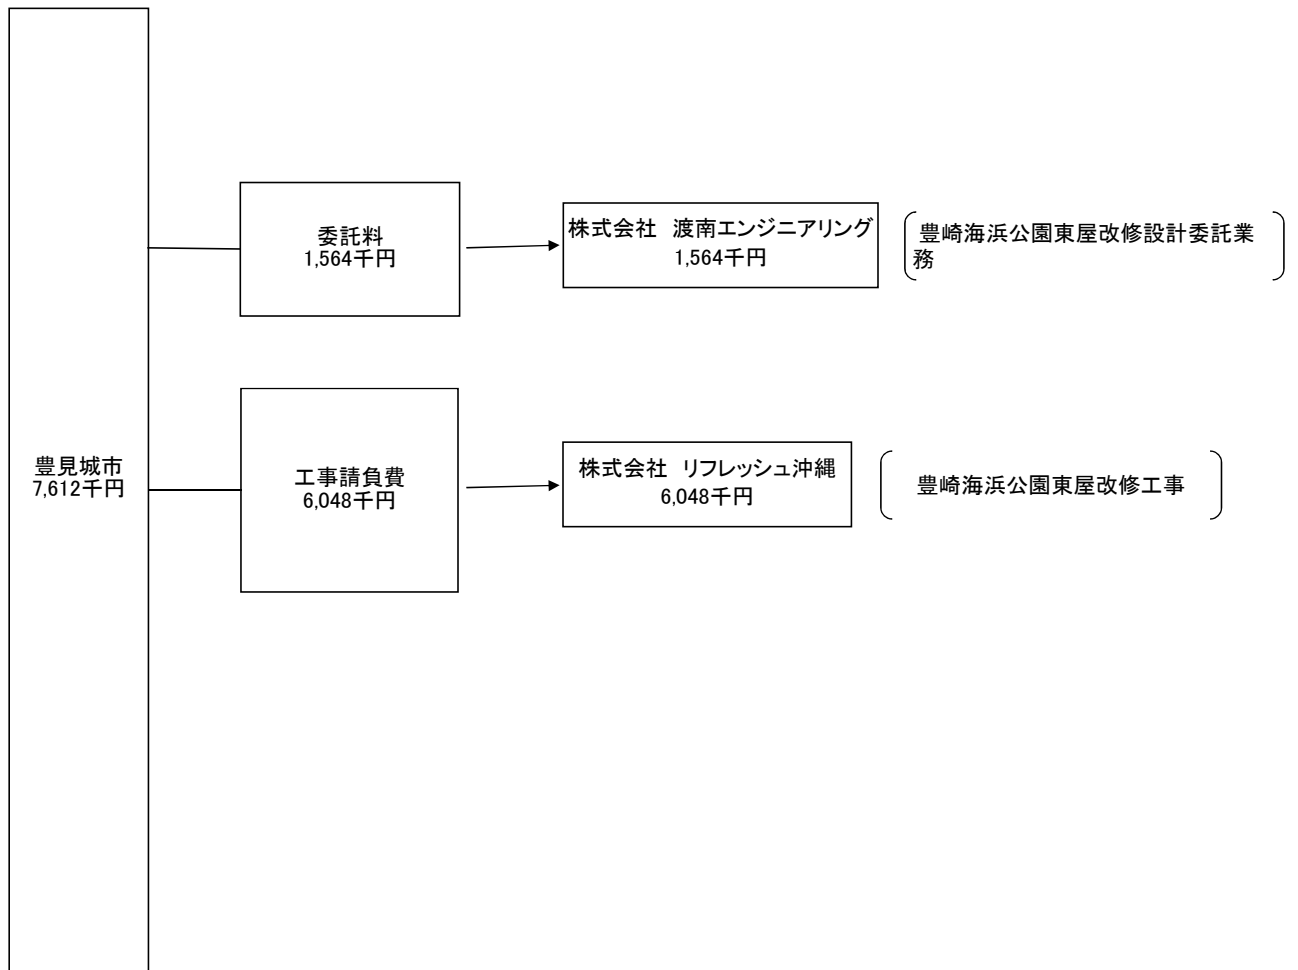 豊見城市
7,612千円
委託料
1,564千円
株式会社　渡南エンジニアリング
1,564千円
豊崎海浜公園東屋改修設計委託業
務
工事請負費
6,048千円
株式会社　リフレッシュ沖縄
6,048千円
豊崎海浜公園東屋改修工事